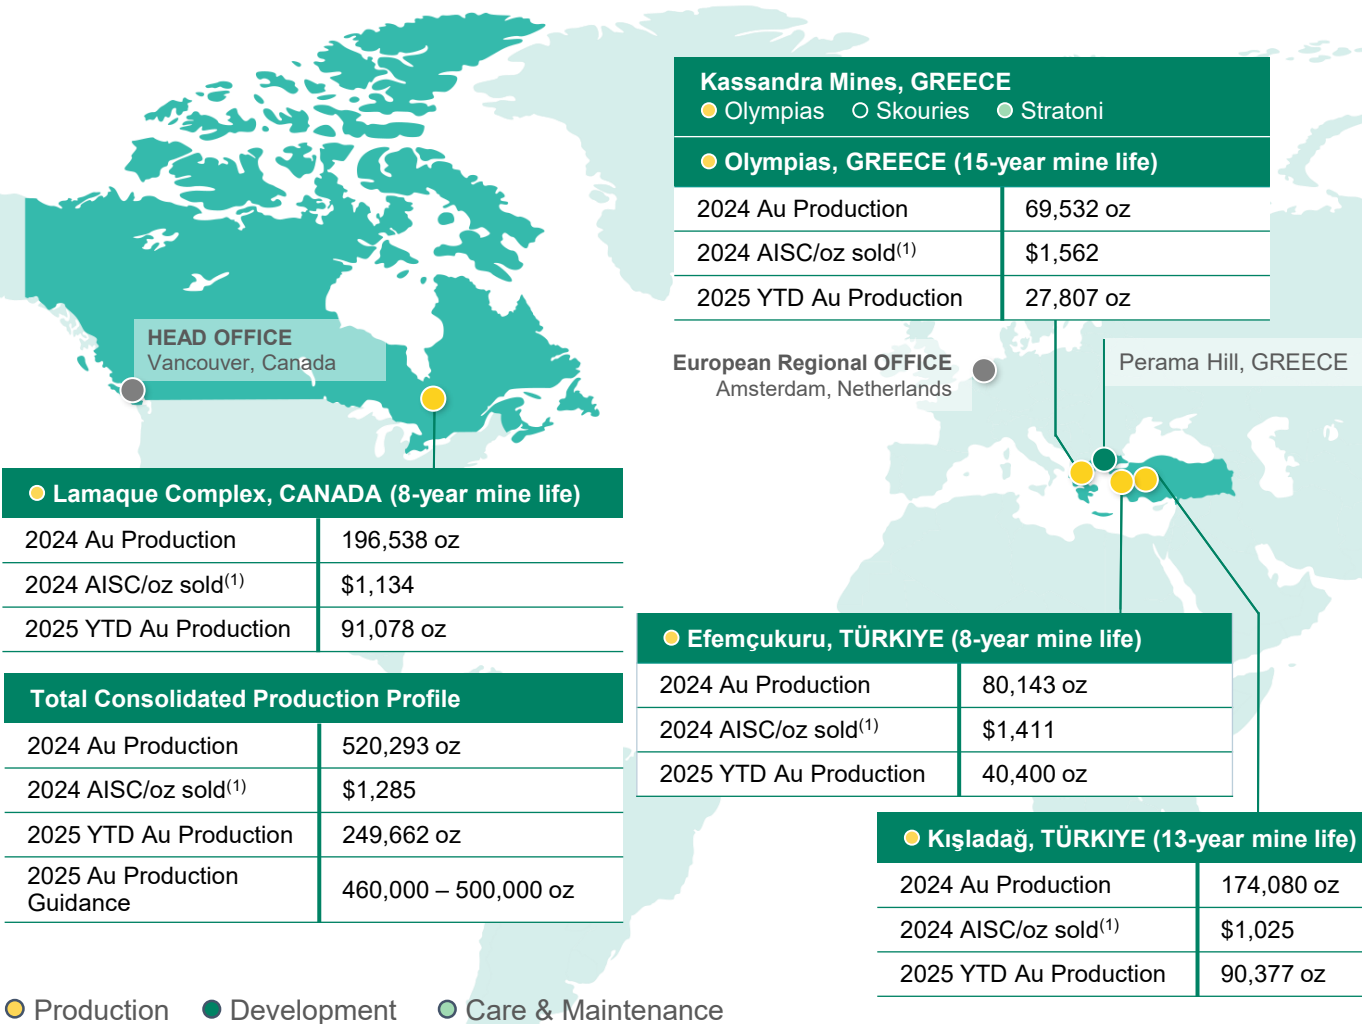 Kassandra Mines, GREECE
Olympias Skouries Stratoni
Olympias, GREECE (15-year mine life)
2024 Au Production 69,532 oz
2024 AISC/oz sold(1) $1,562
2025 YTD Au Production 27,807 oz
HEAD OFFICE
Vancouver, Canada
European Regional OFFICE
Amsterdam, Netherlands
Perama Hill, GREECE
Lamaque Complex, CANADA (8-year mine life)
2024 Au Production 196,538 oz
2024 AISC/oz sold(1) $1,134
2025 YTD Au Production 91,078 oz
Total Consolidated Production Profile
2024 Au Production 520,293 oz
2024 AISC/oz sold(1) $1,285
2025 YTD Au Production 249,662 oz
2025 Au Production
Guidance 460,000 – 500,000 oz
Efemçukuru, TÜRKIYE (8-year mine life)
2024 Au Production 80,143 oz
2024 AISC/oz sold(1) $1,411
2025 YTD Au Production 40,400 oz
Kışladağ, TÜRKIYE (13-year mine life)
2024 Au Production 174,080 oz
2024 AISC/oz sold(1) $1,025
2025 YTD Au Production 90,377 oz
Production Development Care & Maintenance